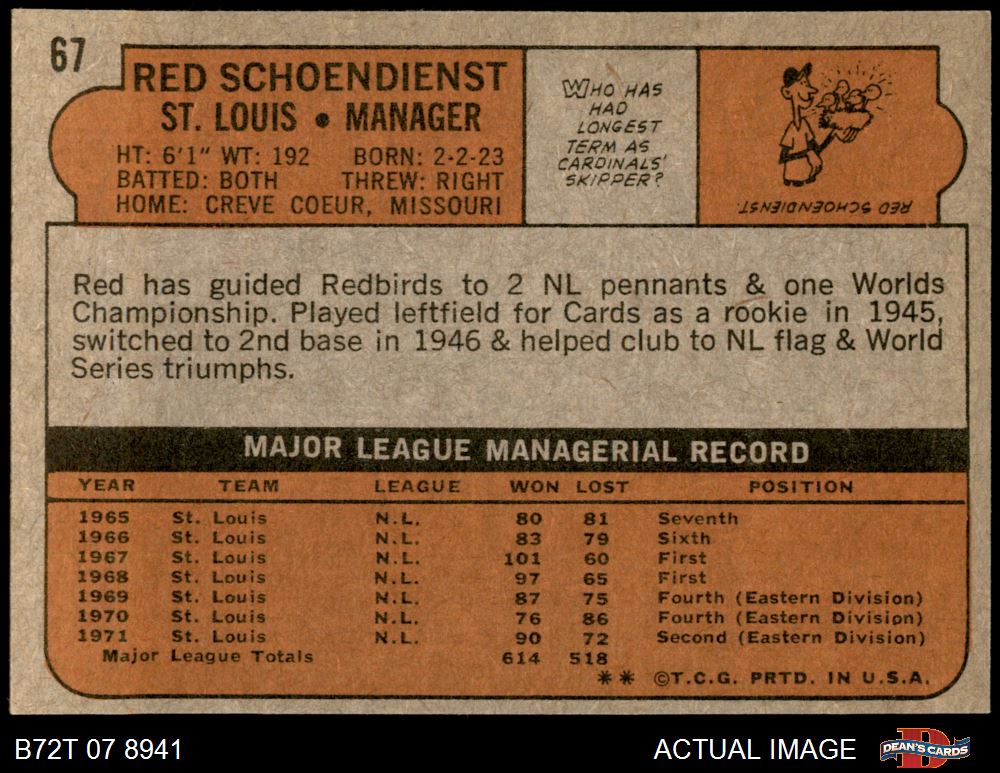 67
RED SCHOENDIENST
ST. LOUIS • MANAGER
HT: 6'1" WT: 192 BORN: 2-2-23
BATTED: BOTH THREW: RIGHT
HOME: CREVE COEUR, MISSOURI
WHO HAS
HAD
LONGEST
TERM AS
CARDINALS'
SKIPPER?
RED SCHOENDIENST.
Red has guided Redbirds to 2 NL pennants & one Worlds
Championship. Played leftfield for Cards as a rookie in 1945,
switched to 2nd base in 1946 & helped club to NL flag & World
Series triumphs.
MAJOR LEAGUE MANAGERIAL RECORD
YEAR TEAM LEAGUE WON LOST POSITION
1965 St. Louis N.L. 80 81 Seventh
1966 St. Louis N.L. 83 79 Sixth
1967 St. Louis N.L. 101 60 First
1968 St. Louis N.L. 97 65 First
1969 St. Louis N.L. 87 75 Fourth (Eastern Division)
1970 St. Louis N.L. 76 86 Fourth (Eastern Division)
1971 St. Louis N.L. 90 72 Second (Eastern Division)
Major League Totals 614 518
** ©T.C.G. PRTD. IN U.S.A.
B72T 07 8941 ACTUAL IMAGE DEAN'S CARDS